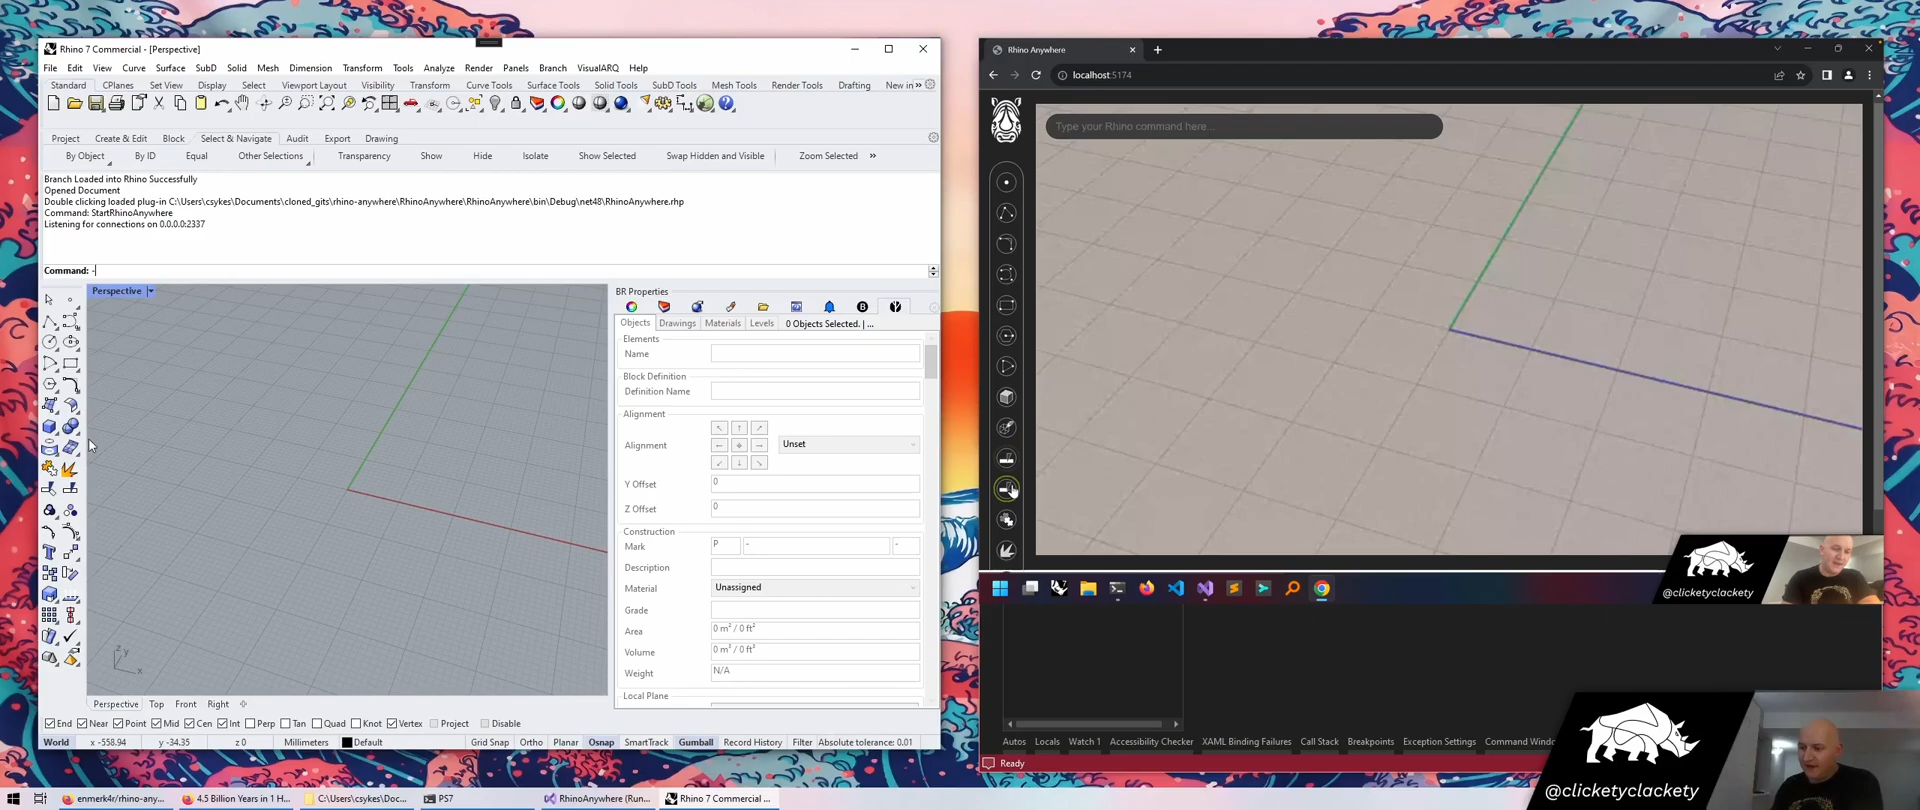 Rhino 7 Commercial - [Perspective]
File Edit View Curve Surface SubD Solid Mesh Dimension Transform Tools Analyze Render Panels Branch VisualARQ Help
Standard CPlanes Set View Display Select Viewport Layout Visibility Transform Curve Tools Surface Tools Solid Tools SubD Tools Mesh Tools Render Tools Drafting New in »
Project Create & Edit Block Select & Navigate Audit Export Drawing
By Object By ID Equal Other Selections Transparency Show Hide Isolate Show Selected Swap Hidden and Visible Zoom Selected »
Branch Loaded into Rhino Successfully
Opened Document
Double clicking loaded plug-in C:\Users\csykes\Documents\cloned_gits\rhino-anywhere\RhinoAnywhere\RhinoAnywhere\bin\Debug\net48\RhinoAnywhere.rhp
Command: StartRhinoAnywhere
Listening for connections on 0.0.0.0:2337
Command: -
Perspective
BR Properties
Objects Drawings Materials Levels 0 Objects Selected. | ...
Elements
Name
Block Definition
Definition Name
Alignment
Alignment Unset
Y Offset 0
Z Offset 0
Construction
Mark P - -
Description
Material Unassigned
Grade
Area 0 m² / 0 ft²
Volume 0 m³ / 0 ft³
Weight N/A
Local Plane
z y
x
Perspective Top Front Right
End Near Point Mid Cen Int Perp Tan Quad Knot Vertex Project Disable
World x -558.94 y -34.35 z 0 Millimeters Default Grid Snap Ortho Planar Osnap SmartTrack Gumball Record History Filter Absolute tolerance: 0.01
Rhino Anywhere
localhost:5174
Type your Rhino command here...
@clicketyclackety
Autos Locals Watch 1 Accessibility Checker XAML Binding Failures Call Stack Breakpoints Exception Settings Command Windo
Ready
@clicketyclackety
enmerk4r/rhino-any... 4.5 Billion Years in 1 H... C:\Users\csykes\Doc... PS7 RhinoAnywhere (Run... Rhino 7 Commercial ...